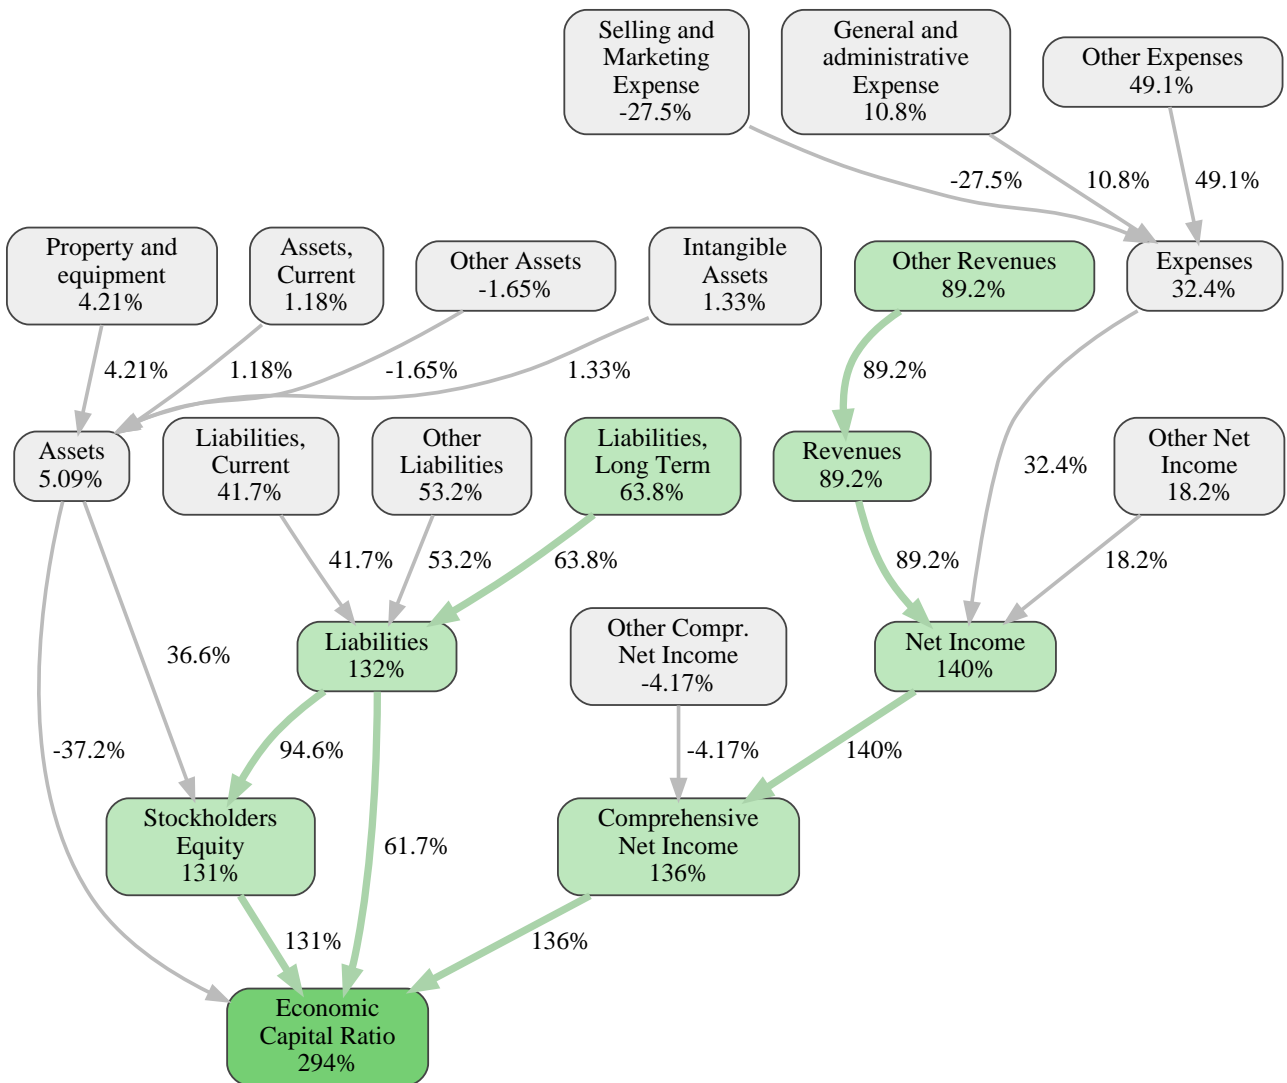 Selling and
Marketing
Expense
-27.5%
General and
administrative
Expense
10.8%
Other Expenses
49.1%
-27.5%
10.8%
49.1%
Property and
equipment
4.21%
Assets,
Current
1.18%
Other Assets
-1.65%
Intangible
Assets
1.33%
Other Revenues
89.2%
Expenses
32.4%
4.21%
1.18%
-1.65%
1.33%
89.2%
Assets
5.09%
Liabilities,
Current
41.7%
Other
Liabilities
53.2%
Liabilities,
Long Term
63.8%
Revenues
89.2%
32.4%
Other Net
Income
18.2%
41.7%
53.2%
63.8%
89.2%
18.2%
36.6%
Liabilities
132%
Other Compr.
Net Income
-4.17%
Net Income
140%
-37.2%
94.6%
-4.17%
140%
Stockholders
Equity
131%
61.7%
Comprehensive
Net Income
136%
131%
136%
Economic
Capital Ratio
294%